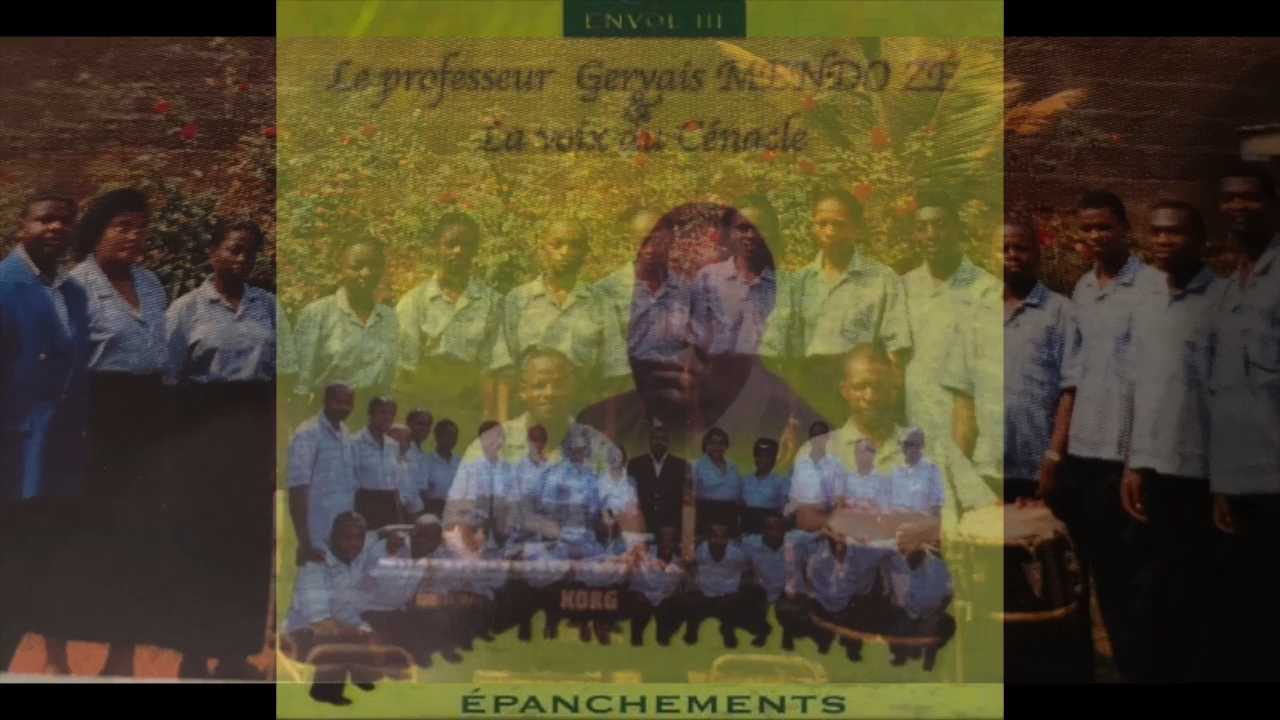 ENVOL III
Le professeur Gervais MENDO ZE
&
La voix du Cénacle
KORG
ÉPANCHEMENTS